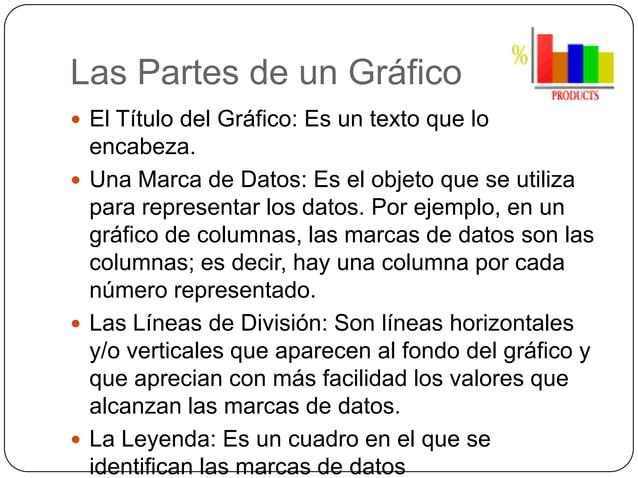 Las Partes de un Gráfico
%
PRODUCTS
• El Título del Gráfico: Es un texto que lo
encabeza.
• Una Marca de Datos: Es el objeto que se utiliza
para representar los datos. Por ejemplo, en un
gráfico de columnas, las marcas de datos son las
columnas; es decir, hay una columna por cada
número representado.
• Las Líneas de División: Son líneas horizontales
y/o verticales que aparecen al fondo del gráfico y
que aprecian con más facilidad los valores que
alcanzan las marcas de datos.
• La Leyenda: Es un cuadro en el que se
identifican las marcas de datos